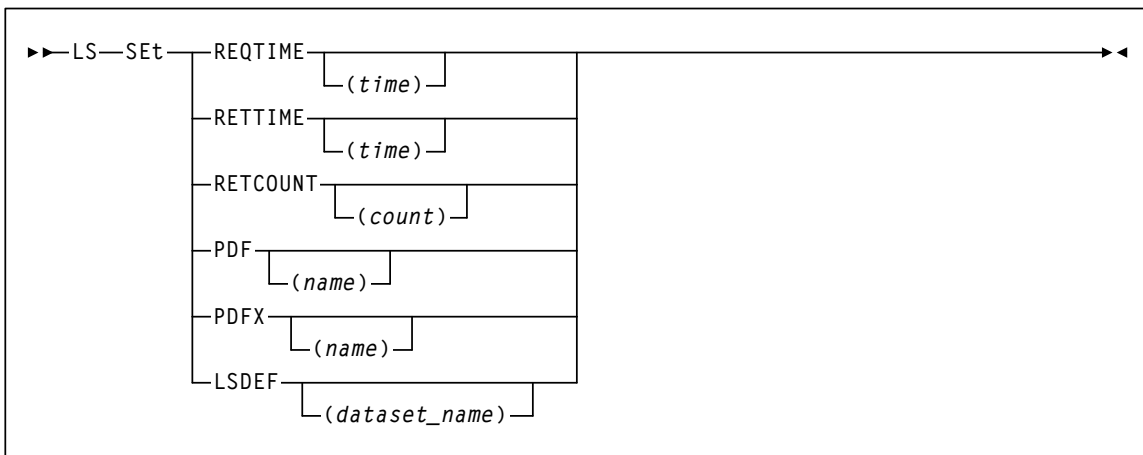 LS SEt REQTIME
(time)
RETTIME
(time)
RETCOUNT
(count)
PDF
(name)
PDFX
(name)
LSDEF
(dataset_name)